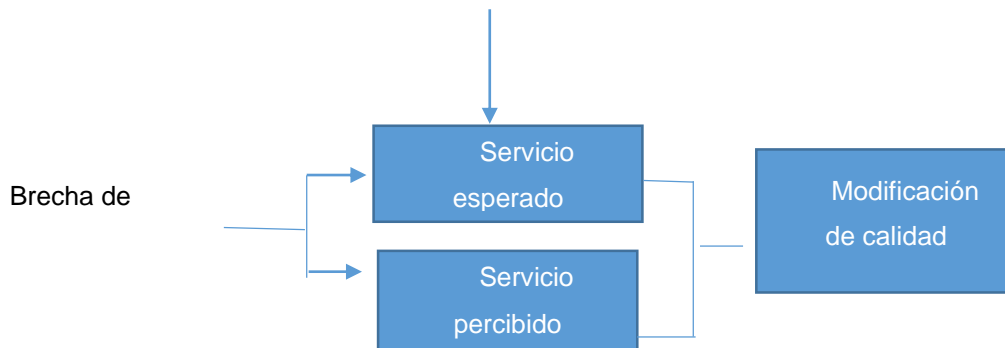 Servicio
esperado
Brecha de
Modificación
de calidad
Servicio
percibido